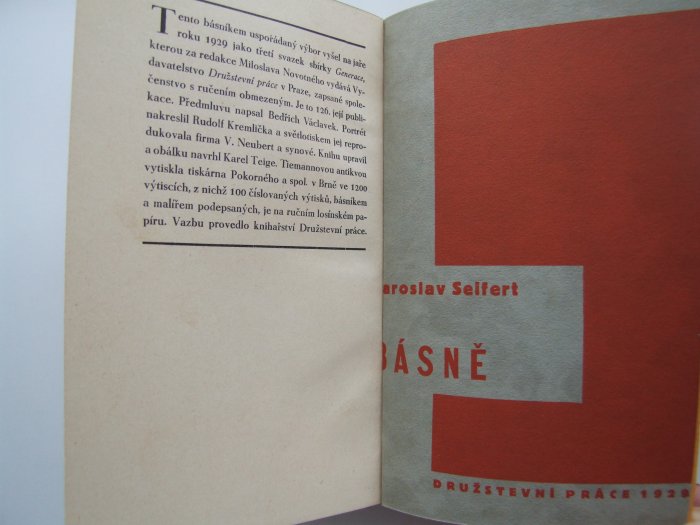 Tento básníkem uspořádaný výbor vyšel na jaře
roku 1929 jako třetí svazek sbírky Generace,
kterou za redakce Miloslava Novotného vydává Vy-
davatelstvo Družstevní práce v Praze, zapsané spole-
čenstvo s ručením obmezeným. Je to 126. její publi-
kace. Předmluvu napsal Bedřich Václavek. Portrét
nakreslil Rudolf Kremlička a světlotiskem jej repro-
dukovala firma V. Neubert a synové. Knihu upravil
a obálku navrhl Karel Teige. Tiemannovou antikvou
vytiskla tiskárna Pokorného a spol. v Brně ve 1200
výtiscích, z nichž 100 číslovaných výtisků, básníkem
a malířem podepsaných, je na ručním losínském pa-
píru. Vazbu provedlo knihařství Družstevní práce.
aroslav Seifert
BÁSNĚ
DRUŽSTEVNÍ PRÁCE 1929